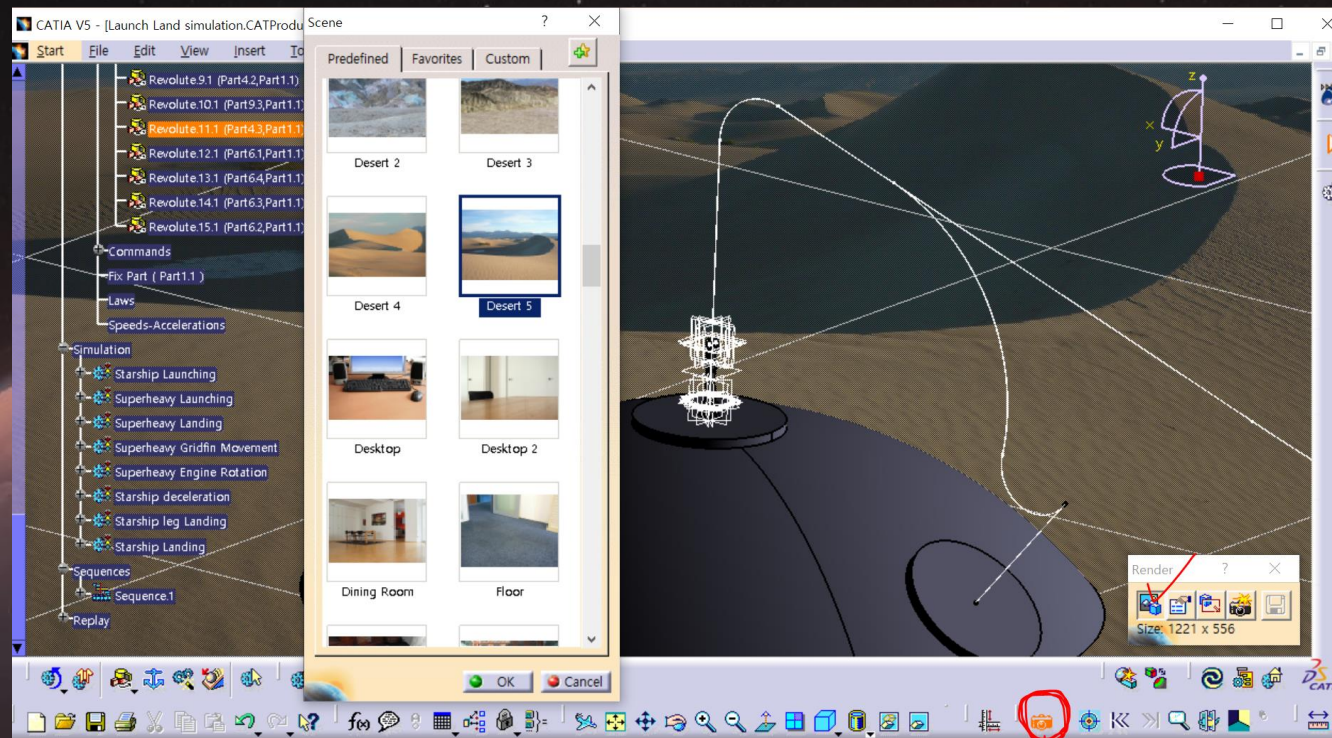 CATIA V5 - [Launch Land simulation.CATProdu
Start File Edit View Insert To
Revolute.9.1 (Part4.2,Part1.1)
Revolute.10.1 (Part9.3,Part1.1
Revolute.11.1 (Part4.3,Part1.1
Revolute.12.1 (Part6.1,Part1.1)
Revolute.13.1 (Part6.4,Part1.1)
Revolute.14.1 (Part6.3,Part1.1)
Revolute.15.1 (Part6.2,Part1.1)
Commands
Fix Part ( Part1.1 )
Laws
Speeds-Accelerations
Simulation
Starship Launching
Superheavy Launching
Superheavy Landing
Superheavy Gridfin Movement
Superheavy Engine Rotation
Starship deceleration
Starship leg Landing
Starship Landing
Sequences
Sequence.1
Replay
Scene ?
Predefined Favorites Custom
Desert 2 Desert 3
Desert 4 Desert 5
Desktop Desktop 2
Dining Room Floor
OK Cancel
z
x
y
Render ?
Size: 1221 x 556
f(x)
DS
CAT